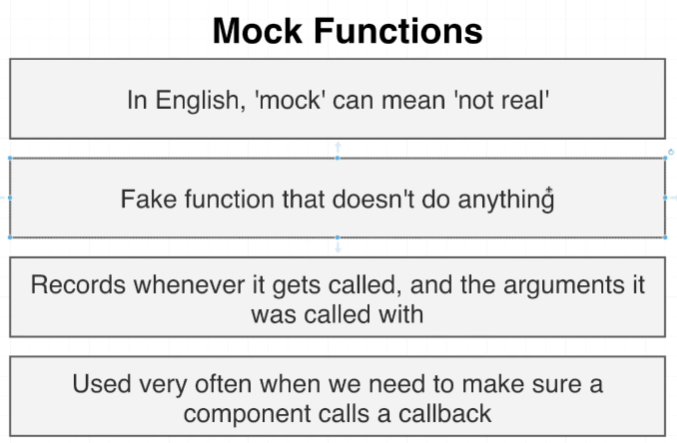 Mock Functions
In English, 'mock' can mean 'not real'
Fake function that doesn't do anything
Records whenever it gets called, and the arguments it
was called with
Used very often when we need to make sure a
component calls a callback